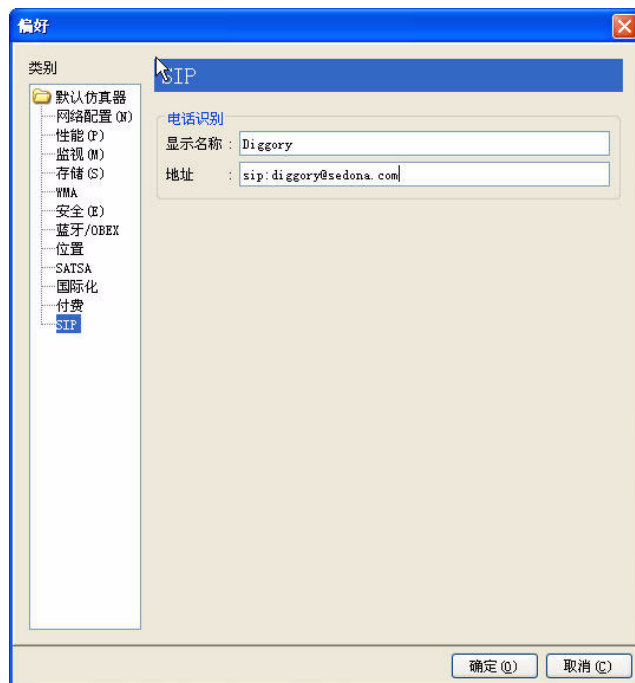 偏好
类别
默认仿真器
网络配置(N)
性能(P)
监视(M)
存储(S)
WMA
安全(E)
蓝牙/OBEX
位置
SATSA
国际化
付费
SIP
SIP
电话识别
显示名称: Diggory
地址 : sip:diggory@sedona.com
确定(O) 取消(C)